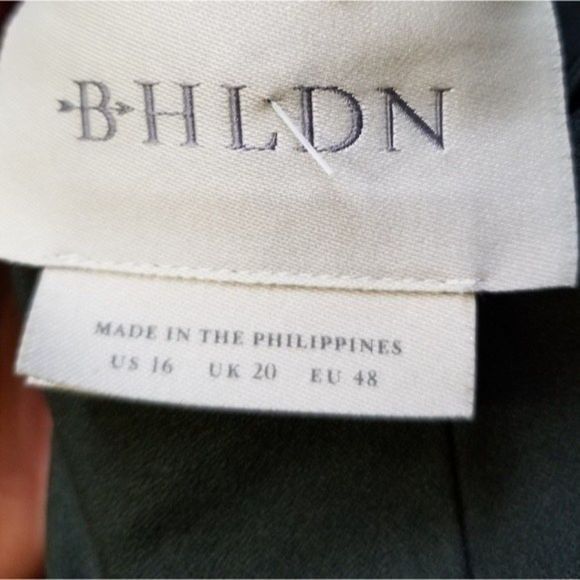 BHLDN
MADE IN THE PHILIPPINES
US 16 UK 20 EU 48